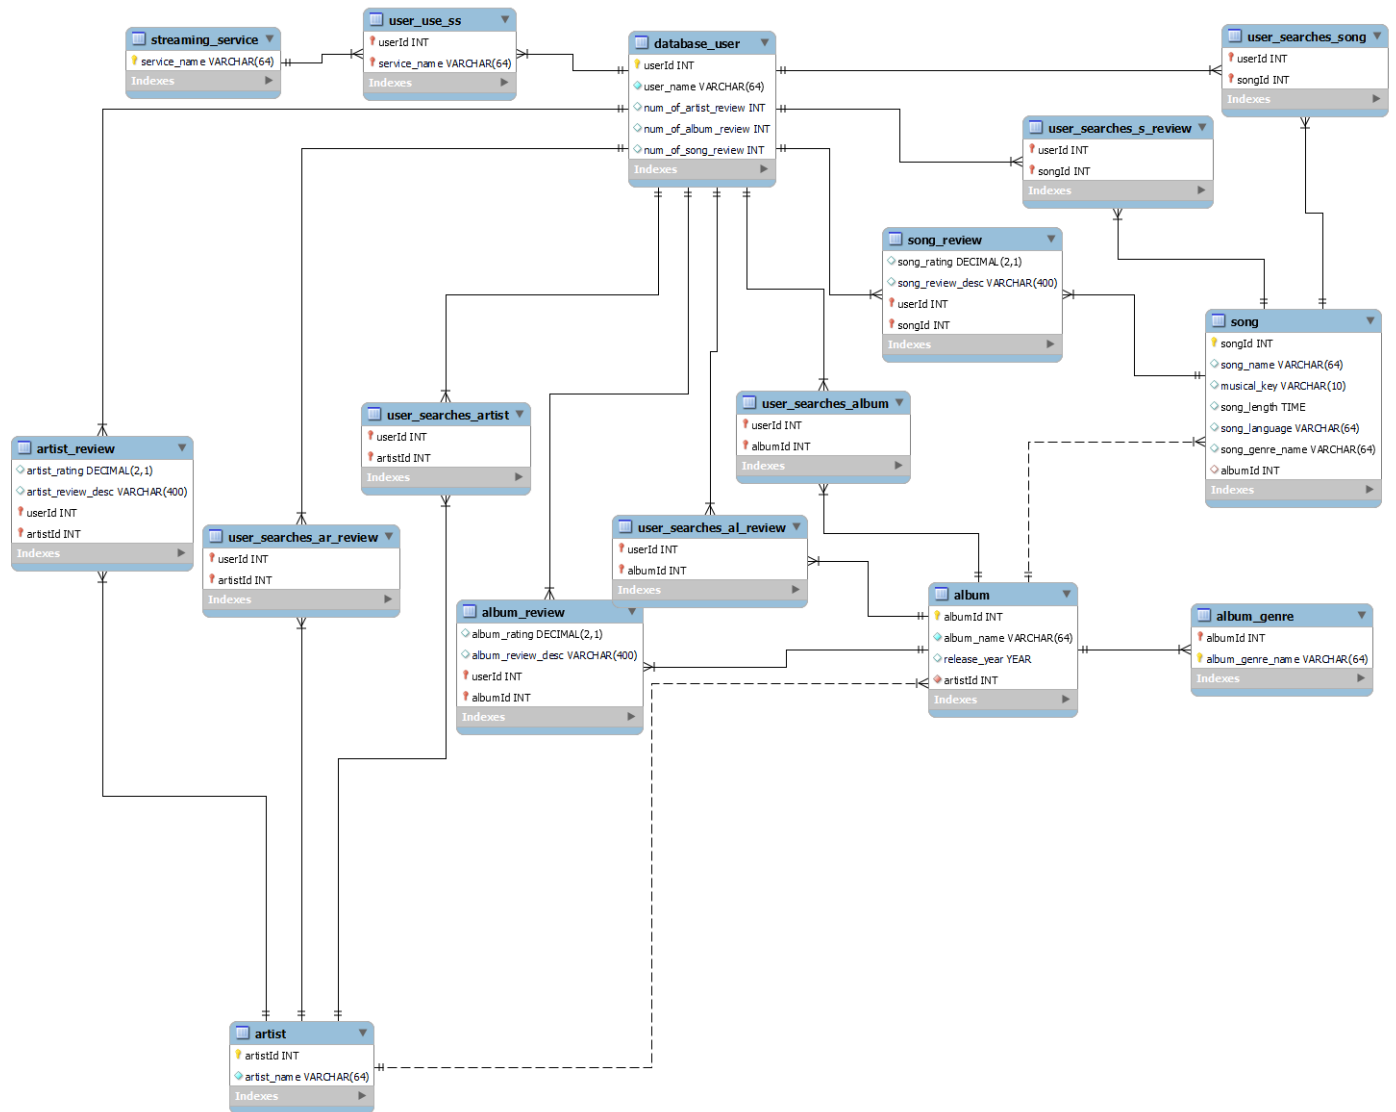 streaming_service
service_name VARCHAR(64)
Indexes
user_use_ss
userId INT
service_name VARCHAR(64)
Indexes
database_user
userId INT
user_name VARCHAR(64)
num_of_artist_review INT
num_of_album_review INT
num_of_song_review INT
Indexes
user_searches_song
userId INT
songId INT
Indexes
user_searches_s_review
userId INT
songId INT
Indexes
song_review
song_rating DECIMAL(2,1)
song_review_desc VARCHAR(400)
userId INT
songId INT
Indexes
song
songId INT
song_name VARCHAR(64)
musical_key VARCHAR(10)
song_length TIME
song_language VARCHAR(64)
song_genre_name VARCHAR(64)
albumId INT
Indexes
user_searches_artist
userId INT
artistId INT
Indexes
user_searches_album
userId INT
albumId INT
Indexes
artist_review
artist_rating DECIMAL(2,1)
artist_review_desc VARCHAR(400)
userId INT
artistId INT
Indexes
user_searches_ar_review
userId INT
artistId INT
Indexes
user_searches_al_review
userId INT
albumId INT
Indexes
album_review
album_rating DECIMAL(2,1)
album_review_desc VARCHAR(400)
userId INT
albumId INT
Indexes
album
albumId INT
album_name VARCHAR(64)
release_year YEAR
artistId INT
Indexes
album_genre
albumId INT
album_genre_name VARCHAR(64)
Indexes
artist
artistId INT
artist_name VARCHAR(64)
Indexes